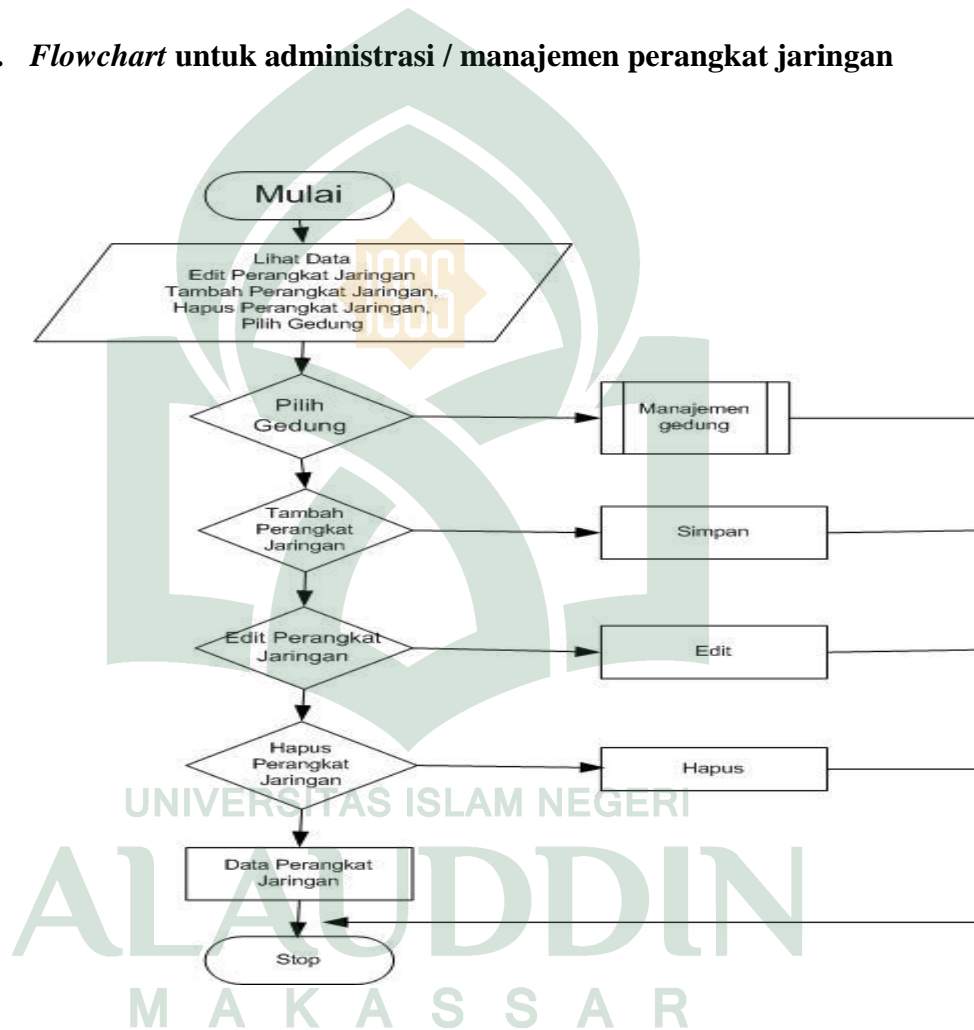 . Flowchart untuk administrasi / manajemen perangkat jaringan
Mulai
Lihat Data
Edit Perangkat Jaringan
Tambah Perangkat Jaringan,
Hapus Perangkat Jaringan,
Pilih Gedung
Pilih
Gedung
Manajemen
gedung
Tambah
Perangkat
Jaringan
Simpan
Edit Perangkat
Jaringan
Edit
Hapus
Perangkat
Jaringan
Hapus
UNIVERSITAS ISLAM NEGERI
Data Perangkat
Jaringan
ALAUDDIN
Stop
MAKASSAR